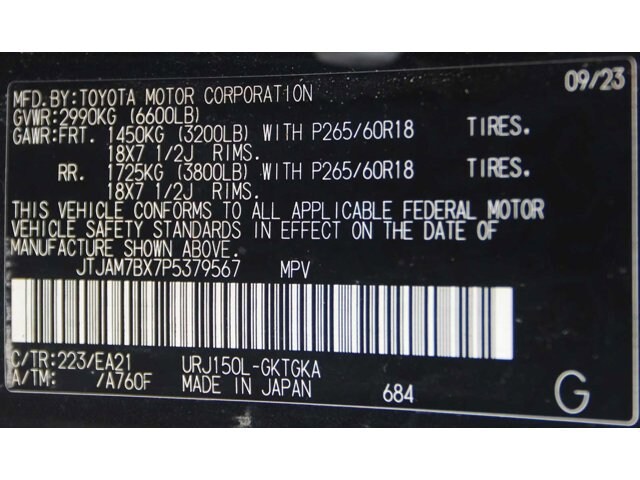 09/23
MFD.BY:TOYOTA MOTOR CORPORATION
GVWR:2990KG (6600LB)
GAWR:FRT. 1450KG (3200LB) WITH P265/60R18 TIRES.
18X7 1/2J RIMS.
RR. 1725KG (3800LB) WITH P265/60R18 TIRES.
18X7 1/2J RIMS.
THIS VEHICLE CONFORMS TO ALL APPLICABLE FEDERAL MOTOR
VEHICLE SAFETY STANDARDS IN EFFECT ON THE DATE OF
MANUFACTURE SHOWN ABOVE.
JTJAM7BX7P5379567 MPV
C/TR:223/EA21 URJ150L-GKTGKA
A/TM: /A760F MADE IN JAPAN 684 G